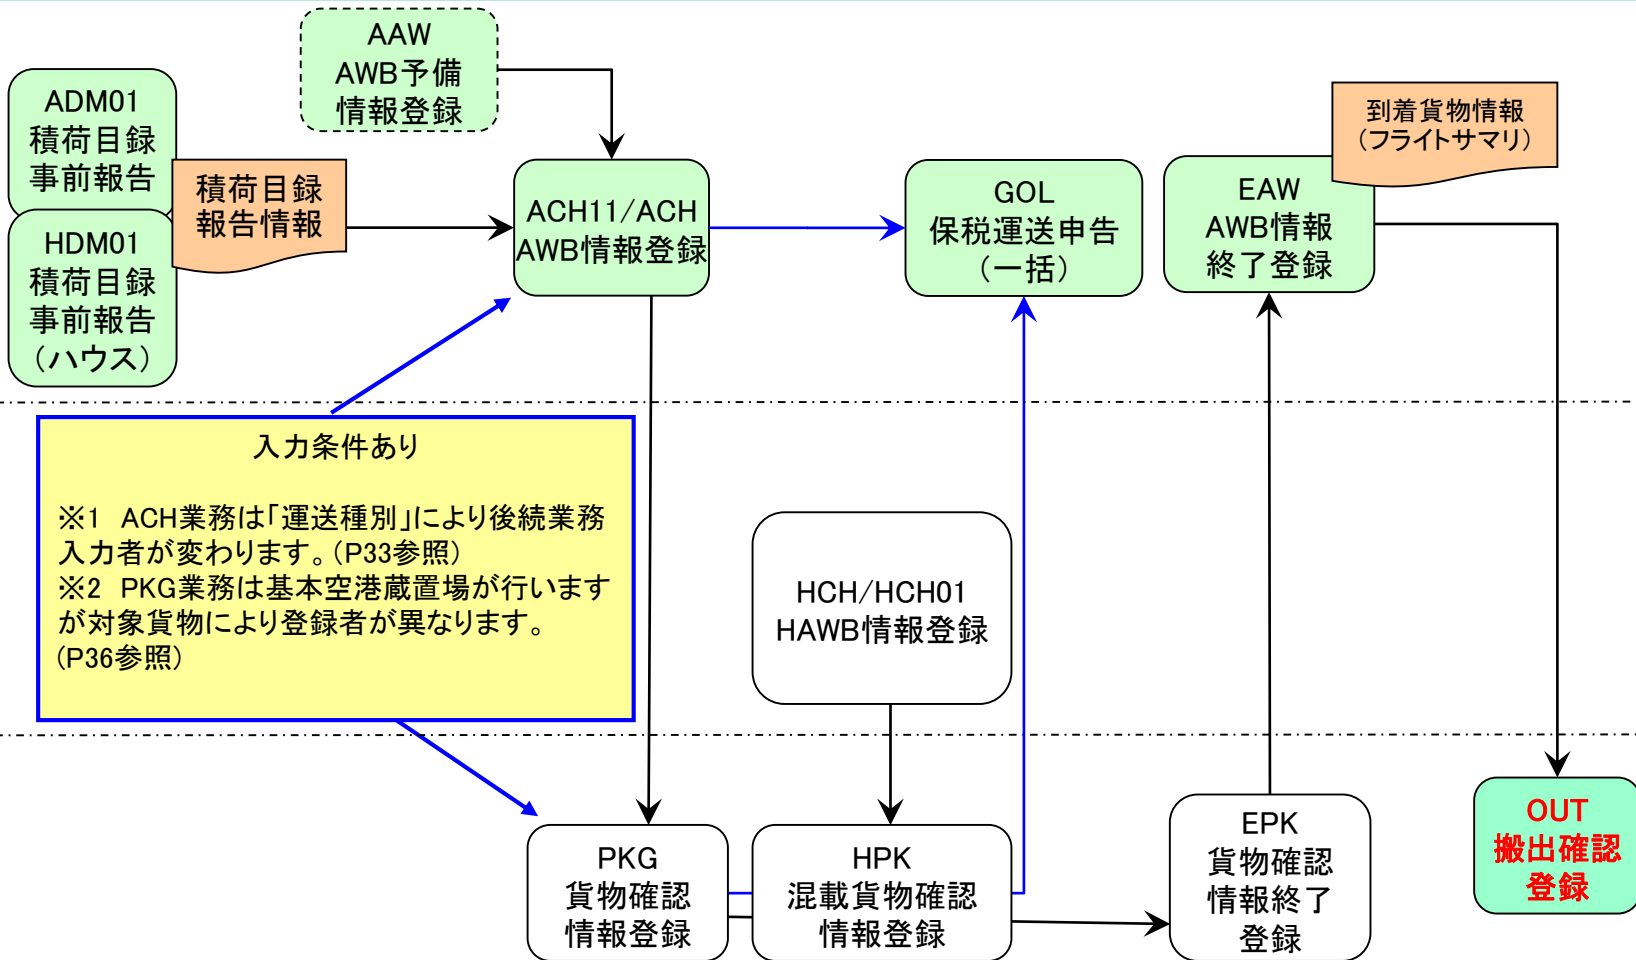 AAW
AWB予備
情報登録
ADM01
積荷目録
事前報告
HDM01
積荷目録
事前報告
（ハウス）
積荷目録
報告情報
ACH11/ACH
AWB情報登録
GOL
保税運送申告
（一括）
到着貨物情報
（フライトサマリ）
EAW
AWB情報
終了登録
入力条件あり
※1　ACH業務は「運送種別」により後続業務
入力者が変わります。(P33参照)
※2　PKG業務は基本空港蔵置場が行います
が対象貨物により登録者が異なります。
(P36参照)
HCH/HCH01
HAWB情報登録
PKG
貨物確認
情報登録
HPK
混載貨物確認
情報登録
EPK
貨物確認
情報終了
登録
OUT
搬出確認
登録